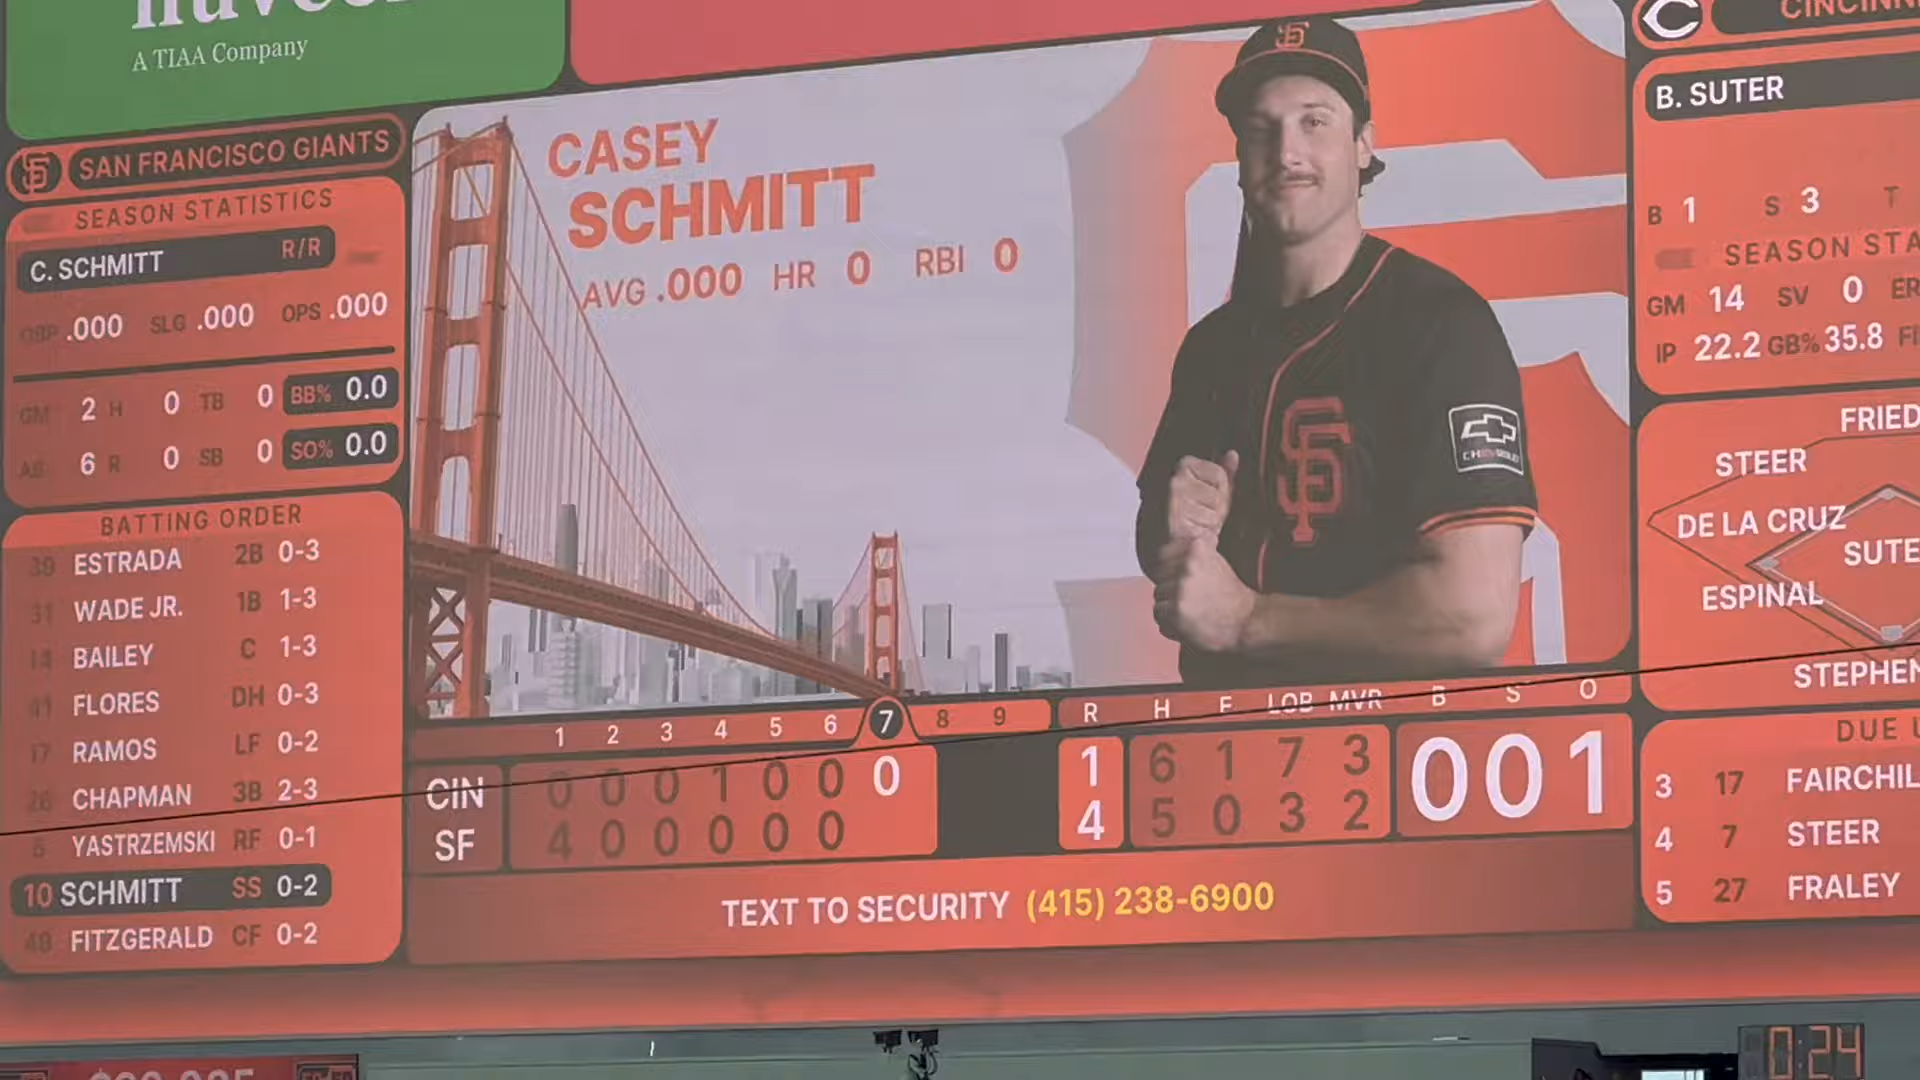 A TIAA Company
SAN FRANCISCO GIANTS
SEASON STATISTICS
C. SCHMITT R/R
OBP .000 SLG .000 OPS .000
GM 2 H 0 TB 0 BB% 0.0
AB 6 R 0 SB 0 SO% 0.0
BATTING ORDER
39 ESTRADA 2B 0-3
31 WADE JR. 1B 1-3
14 BAILEY C 1-3
41 FLORES DH 0-3
17 RAMOS LF 0-2
26 CHAPMAN 3B 2-3
5 YASTRZEMSKI RF 0-1
10 SCHMITT SS 0-2
49 FITZGERALD CF 0-2
CASEY
SCHMITT
AVG .000 HR 0 RBI 0
SF
CHEVROLET
1 2 3 4 5 6 7 8 9 R H E LOB MVR B S O
CIN 0 0 0 1 0 0 0 1 6 1 7 3 0 0 1
SF 4 0 0 0 0 0 4 5 0 3 2
TEXT TO SECURITY (415) 238-6900
B. SUTER
B 1 S 3 T
GM 14 SV 0
IP 22.2 GB% 35.8
STEER
DE LA CRUZ
ESPINAL
3 17
4 7 STEER
5 27 FRALEY
0:24